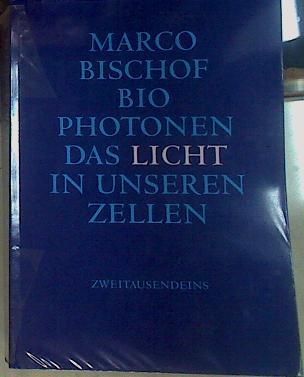 MARCO
BISCHOF
BIO
PHOTONEN
DAS LICHT
IN UNSEREN
ZELLEN
ZWEITAUSENDEINS